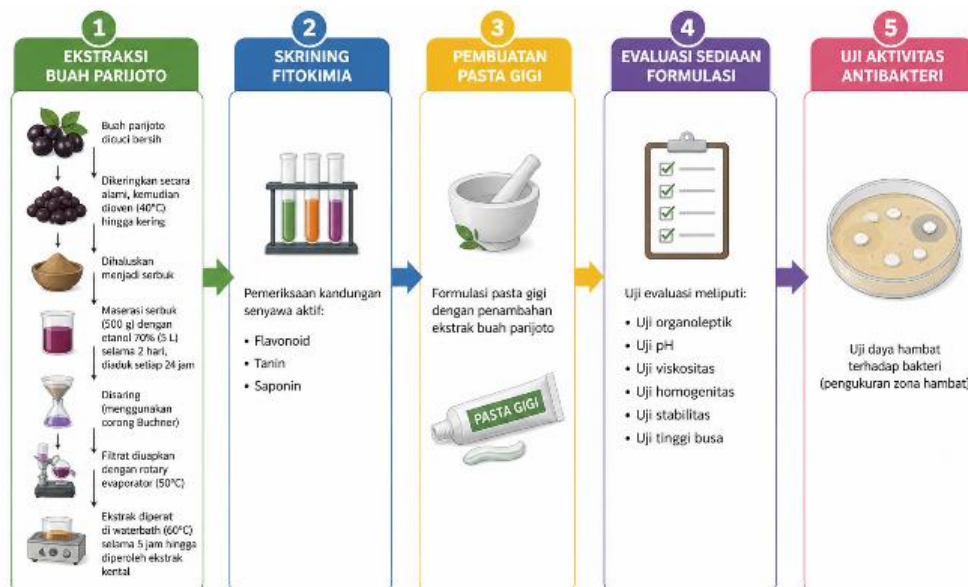 1
EKSTRAKSI
BUAH PARIJOTO
Buah parijoto
dicuci bersih
Dikeringkan secara
alami, kemudian
dioven (40°C)
hingga kering
Dihaluskan
menjadi serbuk
Maserasi serbuk
(500 g) dengan
etanol 70% (5 L)
selama 2 hari,
diaduk setiap 24 jam
Disaring
(menggunakan
corong Buchner)
Filtrat diuapkan
dengan rotary
evaporator (50°C)
Ekstrak diperat
di waterbath (60°C)
selama 5 jam hingga
diperoleh ekstrak
kental
2
SKRINING
FITOKIMIA
Pemeriksaan kandungan
senyawa aktif:
• Flavonoid
• Tanin
• Saponin
3
PEMBUATAN
PASTA GIGI
Formulasi pasta gigi
dengan penambahan
ekstrak buah parijoto
PASTA GIGI
4
EVALUASI SEDIAAN
FORMULASI
Uji evaluasi meliputi:
• Uji organoleptik
• Uji pH
• Uji viskositas
• Uji homogenitas
• Uji stabilitas
• Uji tinggi busa
5
UJI AKTIVITAS
ANTIBAKTERI
Uji daya hambat
terhadap bakteri
(pengukuran zona hambat)